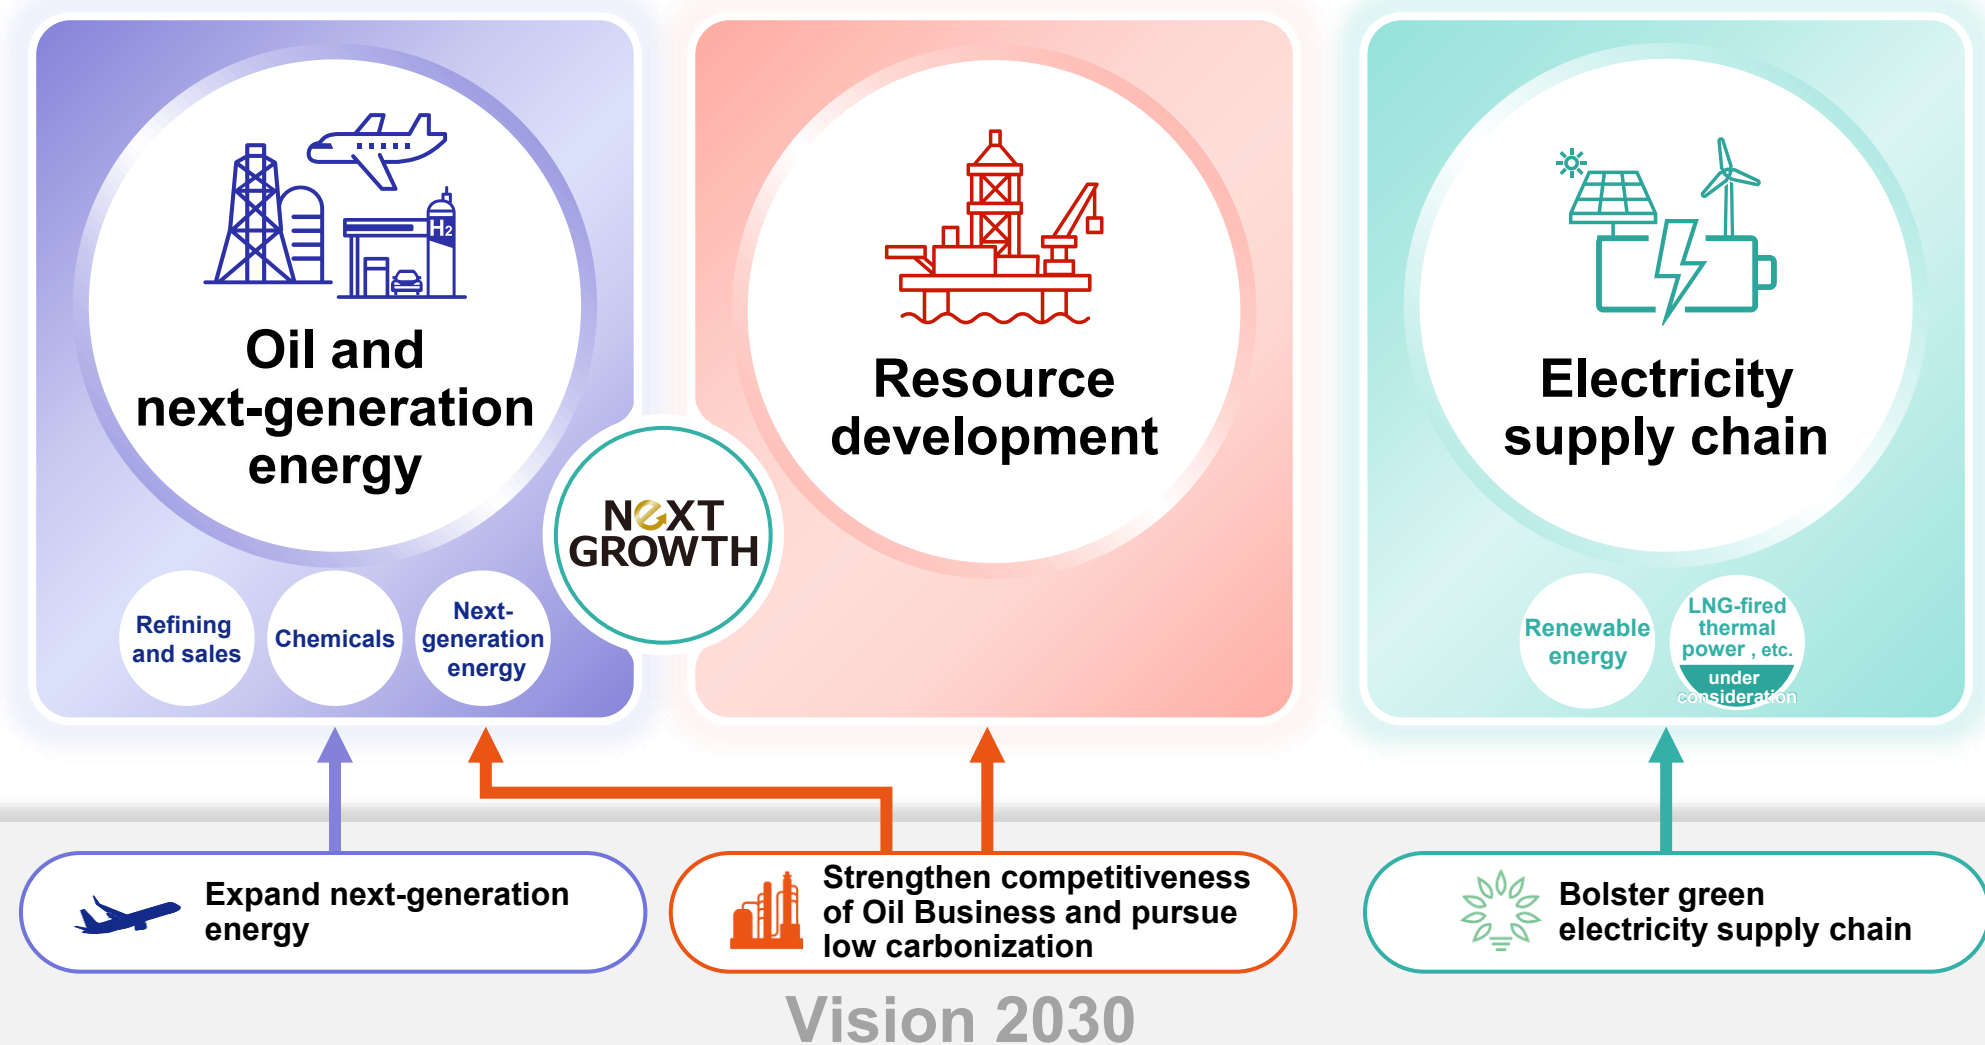 H2
Oil and
next-generation
energy
Refining
and sales
Chemicals
Next-
generation
energy
NEXT
GROWTH
Resource
development
Electricity
supply chain
Renewable
energy
LNG-fired
thermal
power , etc.
under
consideration
Expand next-generation
energy
Strengthen competitiveness
of Oil Business and pursue
low carbonization
Bolster green
electricity supply chain
Vision 2030